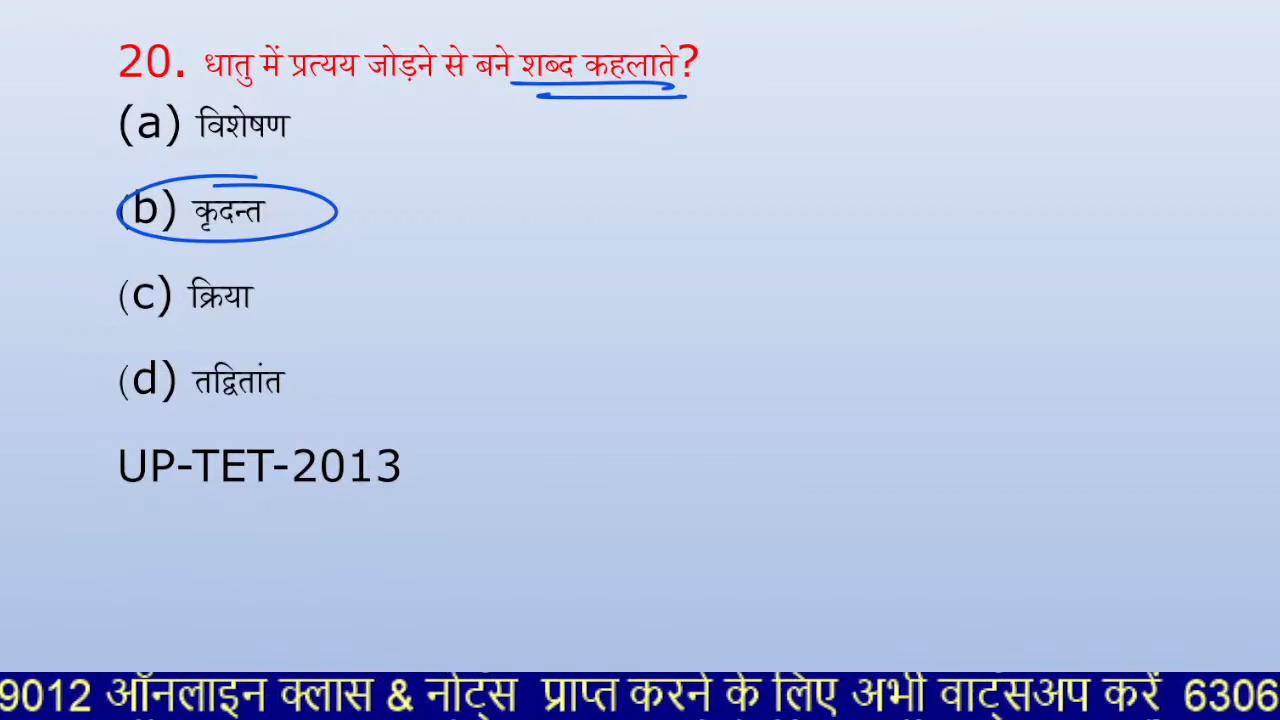 20. धातु में प्रत्यय जोड़ने से बने शब्द कहलाते?
(a) विशेषण
(b) कृदन्त
(c) क्रिया
(d) तद्वितांत
UP-TET-2013
9012 ऑनलाइन क्लास & नोट्स प्राप्त करने के लिए अभी वाट्सअप करें 6306